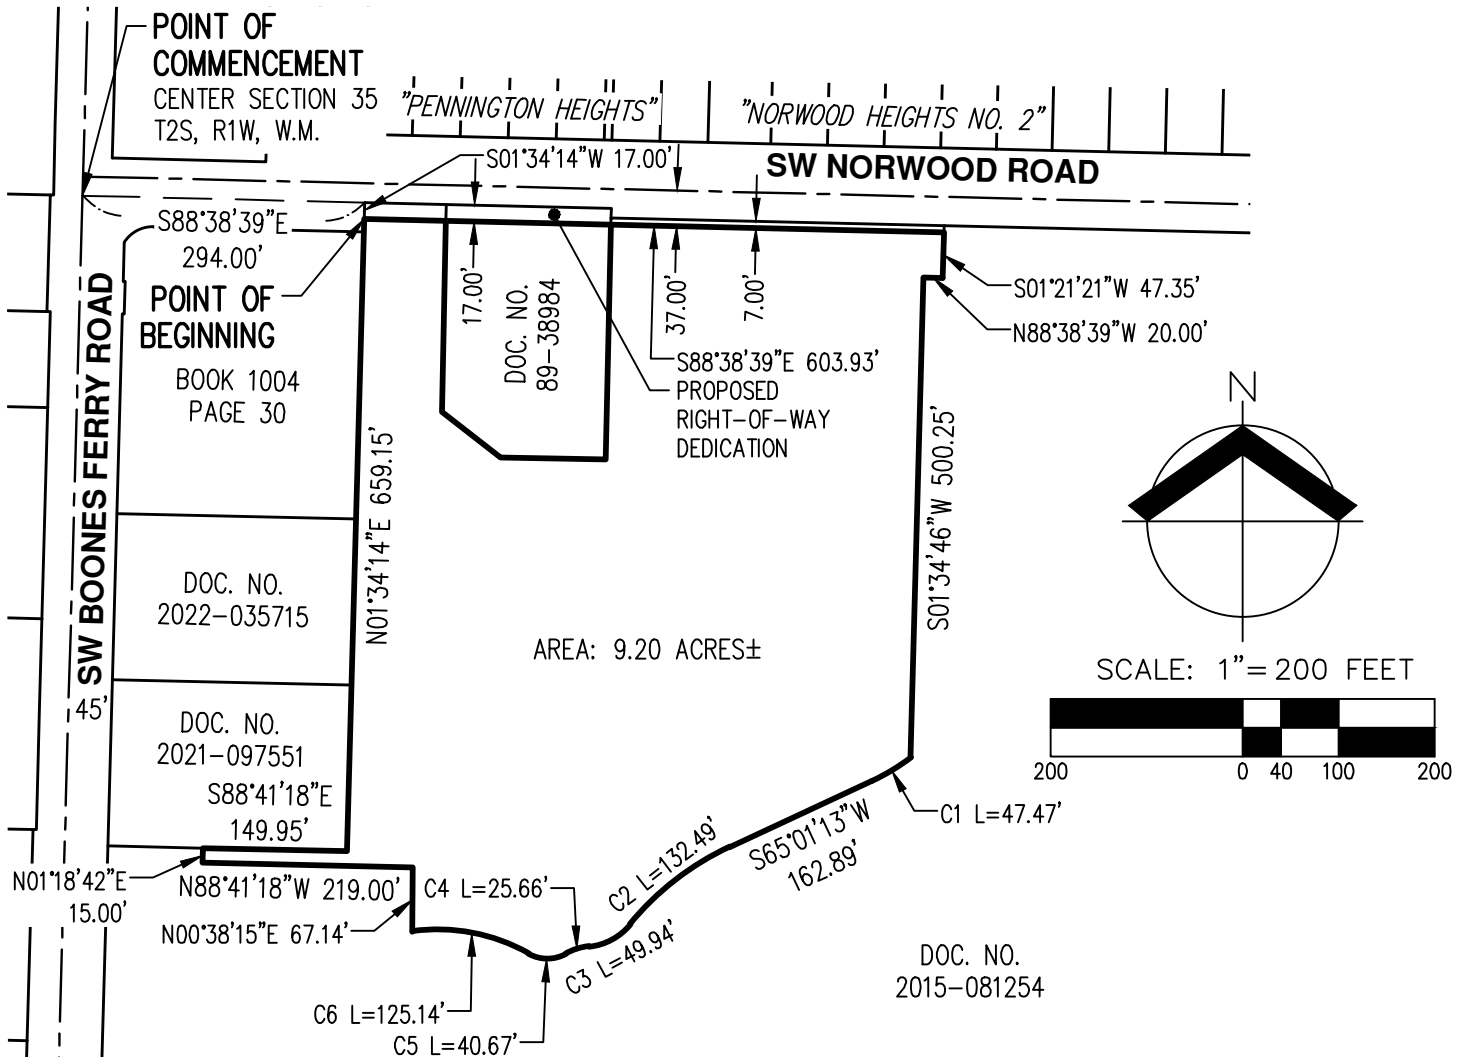 POINT OF
COMMENCEMENT
CENTER SECTION 35
T2S, R1W, W.M.
"PENNINGTON HEIGHTS"
"NORWOOD HEIGHTS NO. 2"
S01°34'14"W 17.00'
SW NORWOOD ROAD
S88°38'39"E
294.00'
POINT OF
BEGINNING
BOOK 1004
PAGE 30
SW BOONES FERRY ROAD
45'
17.00'
DOC. NO.
89-38984
37.00'
7.00'
S01°21'21"W 47.35'
N88°38'39"W 20.00'
S88°38'39"E 603.93'
PROPOSED
RIGHT-OF-WAY
DEDICATION
N
N01°34'14"E 659.15'
S01°34'46"W 500.25'
DOC. NO.
2022-035715
AREA: 9.20 ACRES±
SCALE: 1"=200 FEET
200 0 40 100 200
DOC. NO.
2021-097551
S88°41'18"E
149.95'
C1 L=47.47'
S65°01'13"W
162.89'
N01°18'42"E
15.00'
N88°41'18"W 219.00'
C4 L=25.66'
C2 L=132.49'
N00°38'15"E 67.14'
C3 L=49.94'
DOC. NO.
2015-081254
C6 L=125.14'
C5 L=40.67'